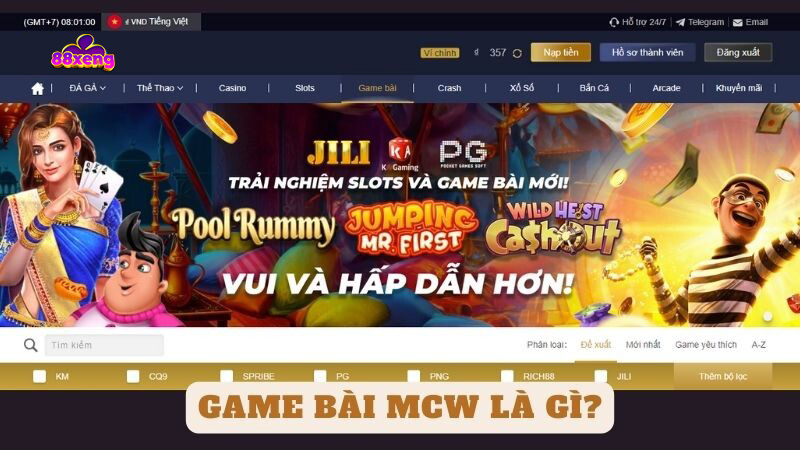 (GMT+7) 08:01:00
VND Tiếng Việt
Hỗ trợ 24/7
Telegram
Email
88xeng
Ví chính
₫ 357
Nạp tiền
Hồ sơ thành viên
Đăng xuất
ĐÁ GÀ
Thể Thao
Casino
Slots
Game bài
Crash
Xổ Số
Bắn Cá
Arcade
Khuyến mãi
JILI
KA
KA Gaming
PG
POCKET GAMES SOFT
TRẢI NGHIỆM SLOTS VÀ GAME BÀI MỚI!
Pool Rummy
JUMPING
MR.FIRST
WILD HEIST
Ca$hout
VUI VÀ HẤP DẪN HƠN!
Tìm kiếm
Phân loại:
Đề xuất
Mới nhất
Game yêu thích
A-Z
KM
CQ9
SPRIBE
PG
PNG
RICH88
JILI
Thêm bộ lọc
GAME BÀI MCW LÀ GÌ?